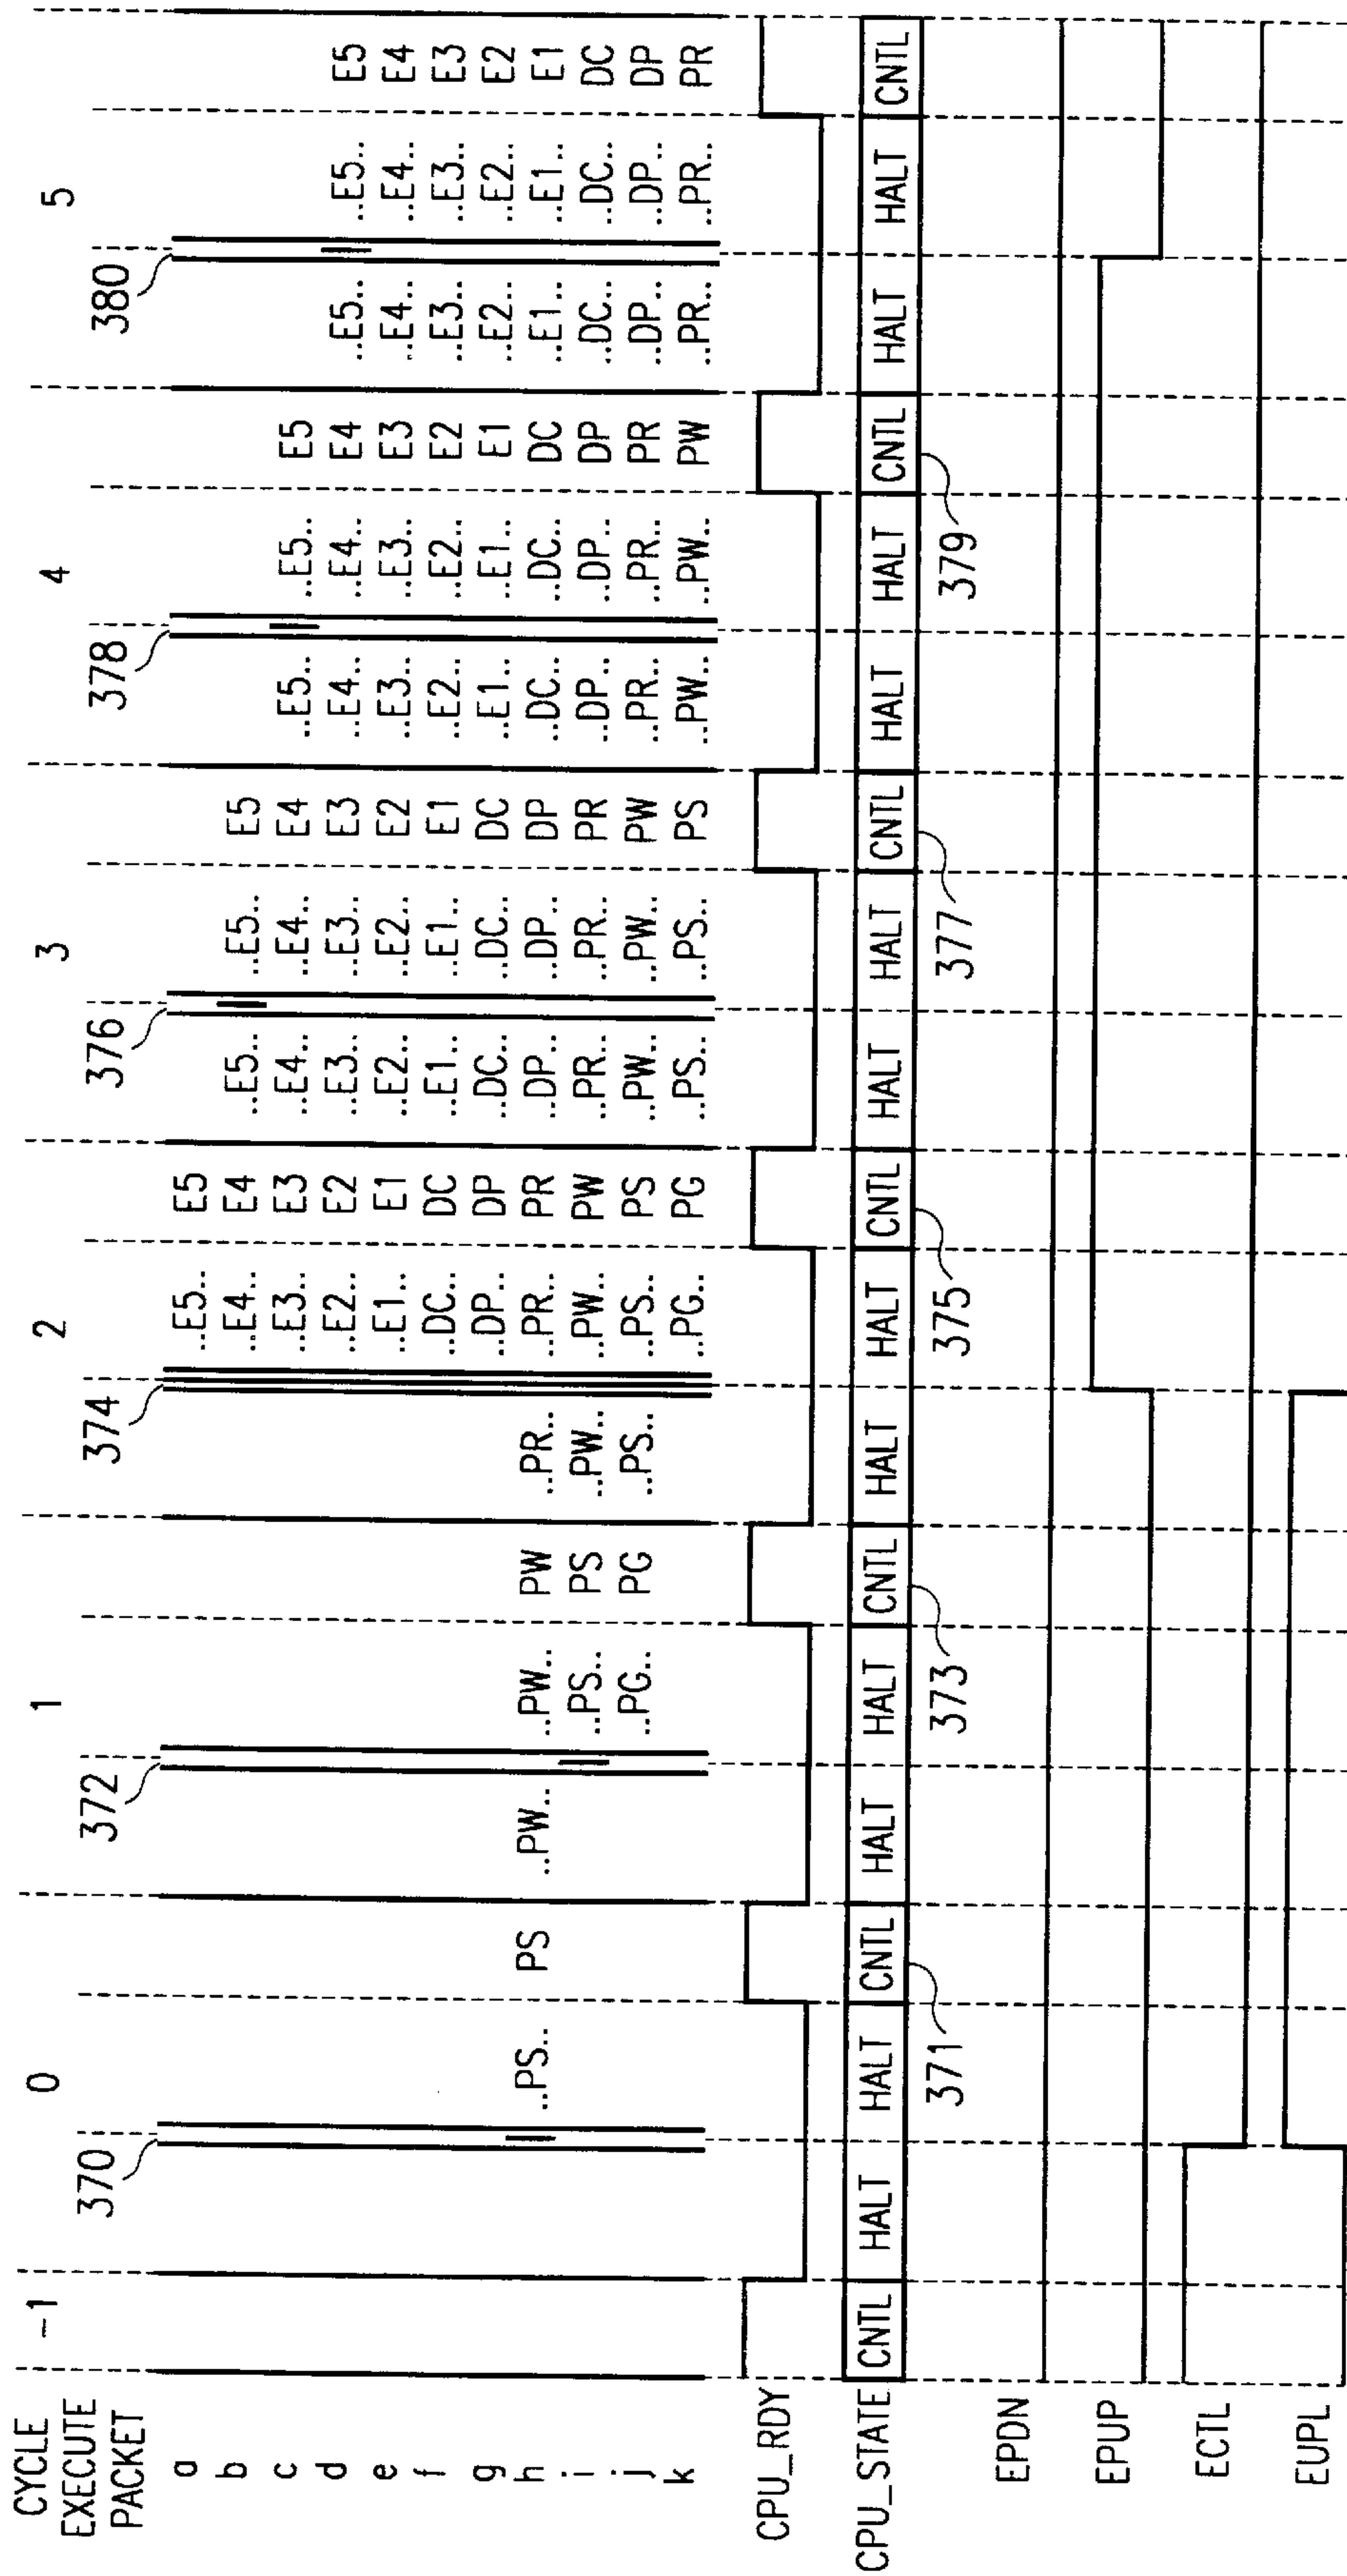 CYCLE -1 0 1 2 3 4 5
EXECUTE 370 372 374 376 378 380
PACKET
a ..E5.. E5
b ..E4.. E4 ..E5.. ..E5.. E5
c ..E3.. E3 ..E4.. ..E4.. E4 ..E5.. ..E5.. E5
d ..E2.. E2 ..E3.. ..E3.. E3 ..E4.. ..E4.. E4 ..E5.. ..E5.. E5
e ..E1.. E1 ..E2.. ..E2.. E2 ..E3.. ..E3.. E3 ..E4.. ..E4.. E4
f ..DC.. DC ..E1.. ..E1.. E1 ..E2.. ..E2.. E2 ..E3.. ..E3.. E3
g ..DP.. DP ..DC.. ..DC.. DC ..E1.. ..E1.. E1 ..E2.. ..E2.. E2
h ..PS.. PS ..PW.. ..PW.. PW ..PR.. ..PR.. PR ..DP.. ..DP.. DP ..DC.. ..DC.. DC ..E1.. ..E1.. E1
i ..PS.. PS ..PW.. ..PW.. PW ..PR.. ..PR.. PR ..DP.. ..DP.. DP ..DC.. ..DC.. DC
j ..PG.. PG ..PS.. ..PS.. PS ..PW.. ..PW.. PW ..PR.. ..PR.. PR ..DP.. ..DP.. DP
k ..PG.. PG ..PS.. ..PS.. PS ..PW.. ..PW.. PW ..PR.. ..PR.. PR
CPU_RDY
CPU_STATE CNTL HALT HALT CNTL HALT HALT CNTL HALT HALT CNTL HALT HALT CNTL HALT HALT CNTL HALT HALT CNTL
371 373 375 377 379
EPDN
EPUP
ECTL
EUPL